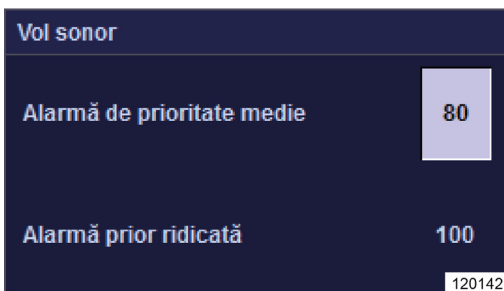 Vol sonor
Alarmă de prioritate medie 80
Alarmă prior ridicată 100
120142